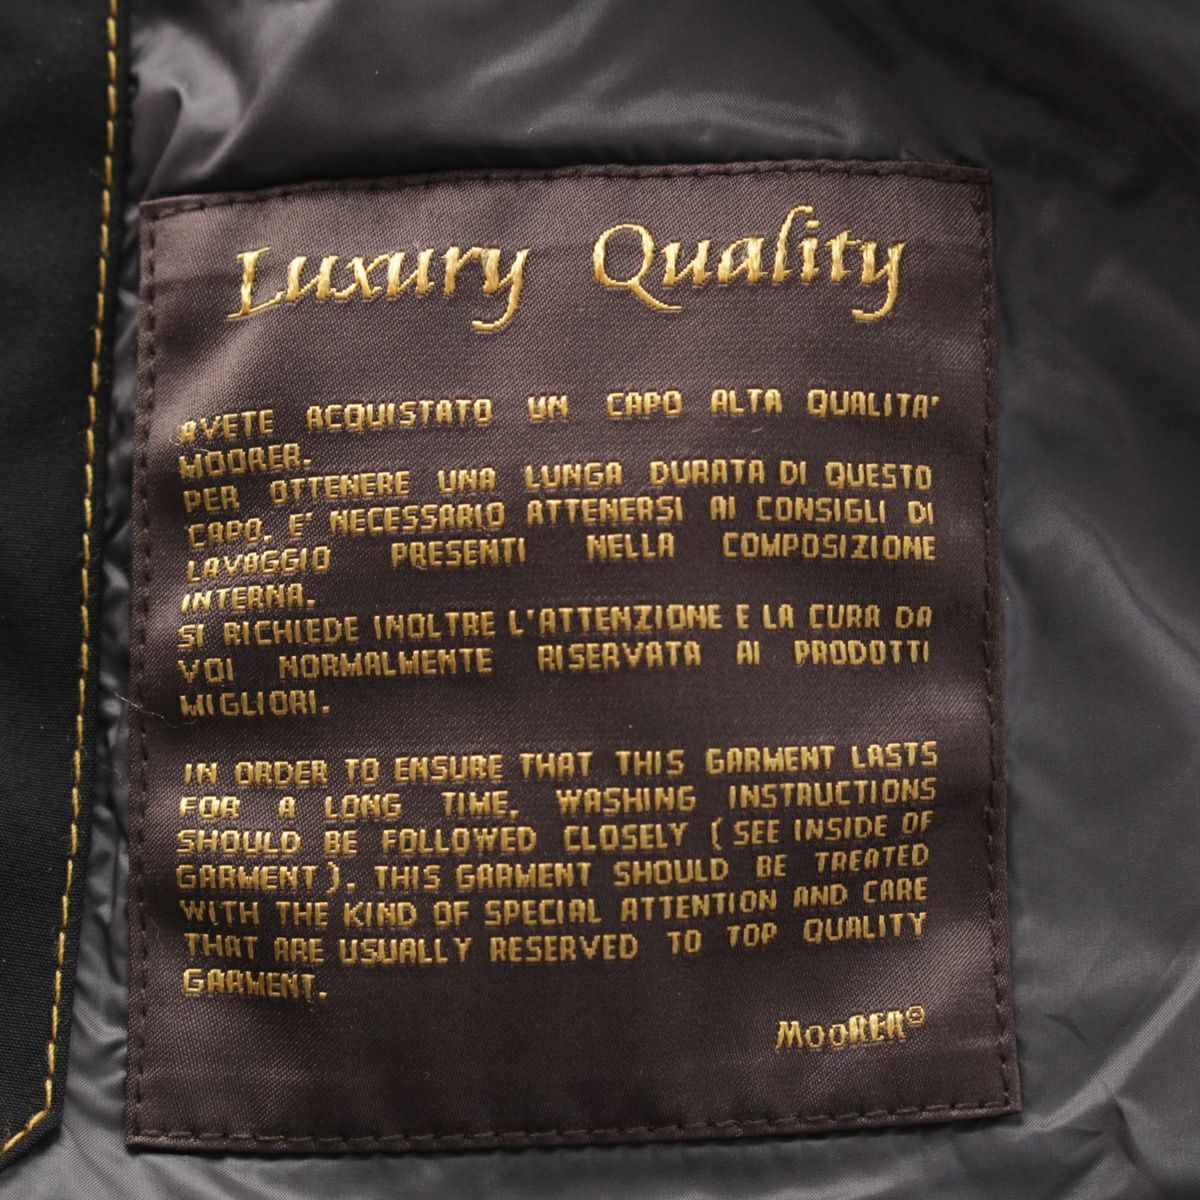 Luxury Quality
AVETE ACQUISTATO UN CAPO ALTA QUALITA'
MOORER.
PER OTTENERE UNA LUNGA DURATA DI QUESTO
CAPO. E' NECESSARIO ATTENERSI AI CONSIGLI DI
LAVAGGIO PRESENTI NELLA COMPOSIZIONE
INTERNA.
SI RICHIEDE INOLTRE L'ATTENZIONE E LA CURA DA
VOI NORMALMENTE RISERVATA AI PRODOTTI
MIGLIORI.
IN ORDER TO ENSURE THAT THIS GARMENT LASTS
FOR A LONG TIME, WASHING INSTRUCTIONS
SHOULD BE FOLLOWED CLOSELY (SEE INSIDE OF
GARMENT). THIS GARMENT SHOULD BE TREATED
WITH THE KIND OF SPECIAL ATTENTION AND CARE
THAT ARE USUALLY RESERVED TO TOP QUALITY
GARMENT.
MooRER®